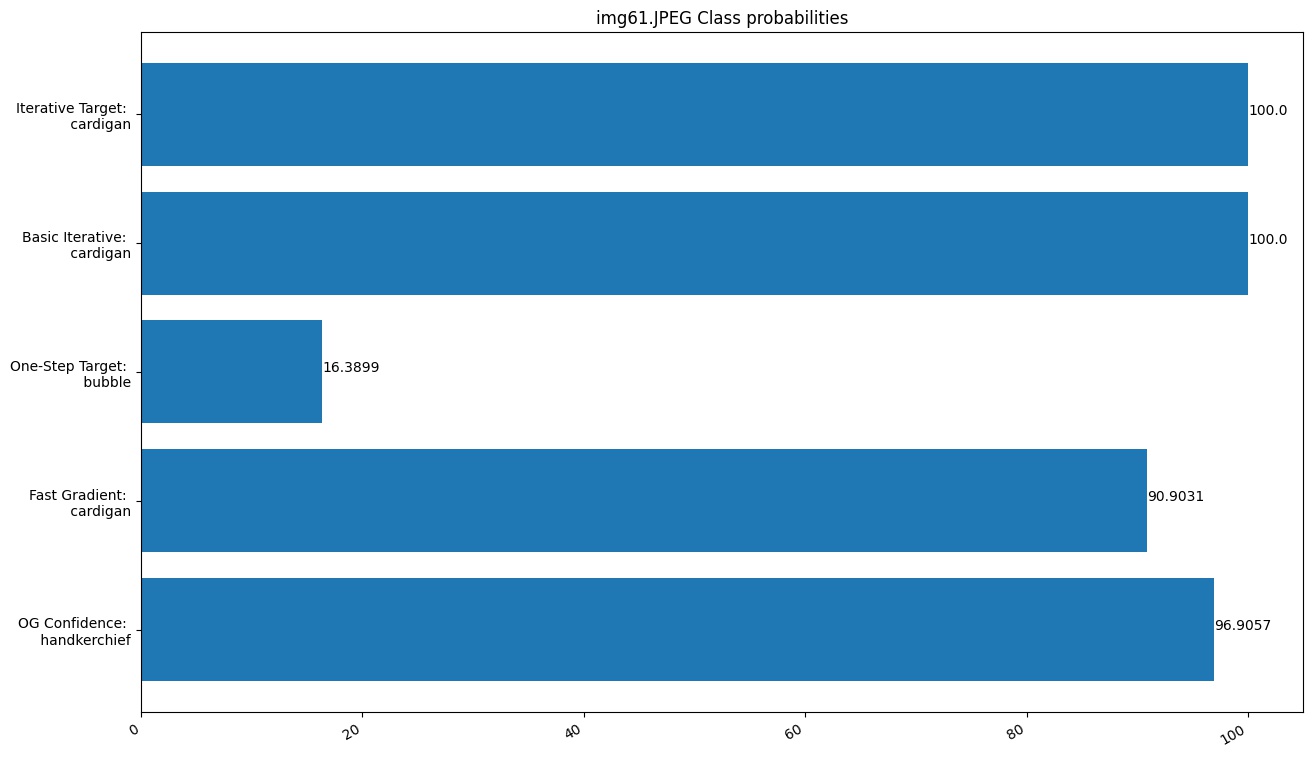 img61.JPEG Class probabilities
Iterative Target:
cardigan
100.0
Basic Iterative:
cardigan
100.0
One-Step Target:
bubble
16.3899
Fast Gradient:
cardigan
90.9031
OG Confidence:
handkerchief
96.9057
0
20
40
60
80
100